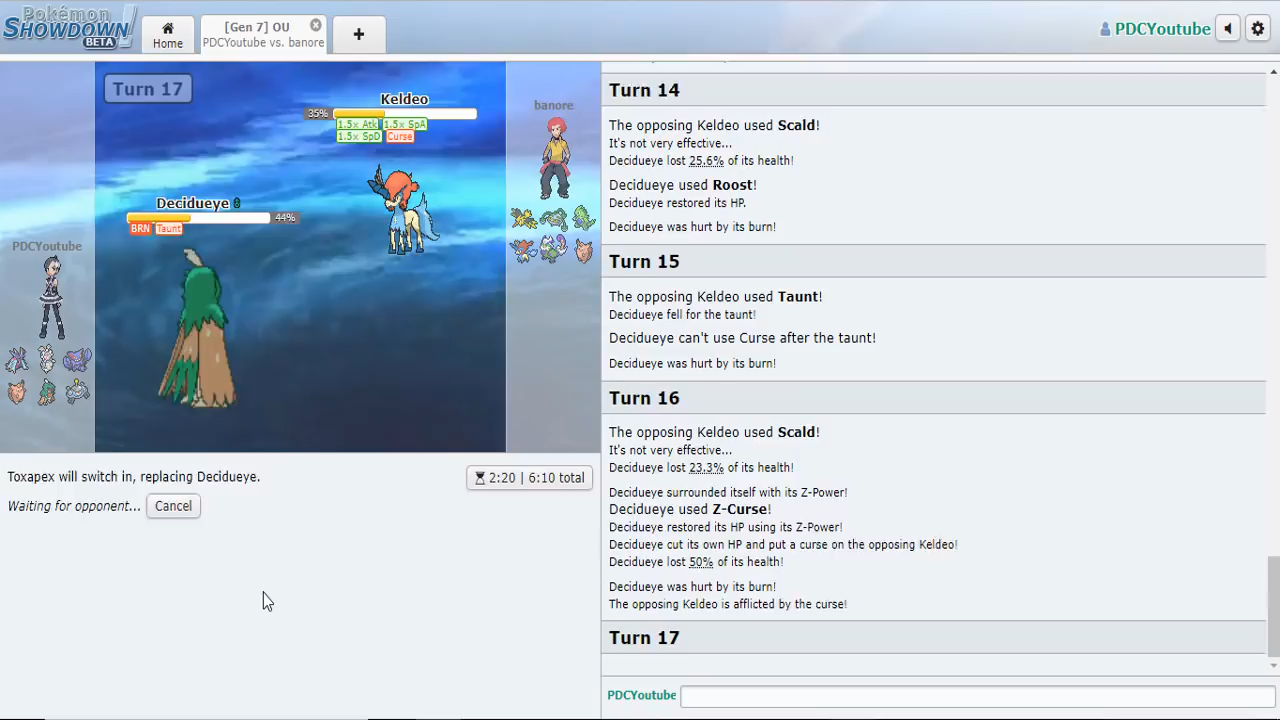 Pokémon
SHOWDOWN!
BETA
Home
[Gen 7] OU
PDCYoutube vs. banore
+
PDCYoutube
Turn 17
Keldeo
35%
1.5× Atk 1.5× SpA
1.5× SpD Curse
Decidueye
44%
BRN Taunt
PDCYoutube
banore
Toxapex will switch in, replacing Decidueye.
2:20 | 6:10 total
Waiting for opponent... Cancel
Turn 14
The opposing Keldeo used Scald!
It's not very effective...
Decidueye lost 25.6% of its health!
Decidueye used Roost!
Decidueye restored its HP.
Decidueye was hurt by its burn!
Turn 15
The opposing Keldeo used Taunt!
Decidueye fell for the taunt!
Decidueye can't use Curse after the taunt!
Decidueye was hurt by its burn!
Turn 16
The opposing Keldeo used Scald!
It's not very effective...
Decidueye lost 23.3% of its health!
Decidueye surrounded itself with its Z-Power!
Decidueye used Z-Curse!
Decidueye restored its HP using its Z-Power!
Decidueye cut its own HP and put a curse on the opposing Keldeo!
Decidueye lost 50% of its health!
Decidueye was hurt by its burn!
The opposing Keldeo is afflicted by the curse!
Turn 17
PDCYoutube